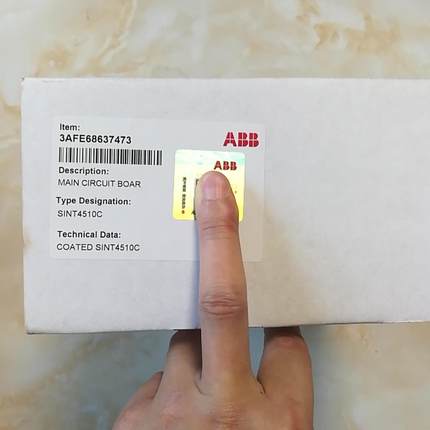 Item:
3AFE68637473
ABB
Description:
MAIN CIRCUIT BOAR
Type Designation:
SINT4510C
Technical Data:
COATED SINT4510C
ABB